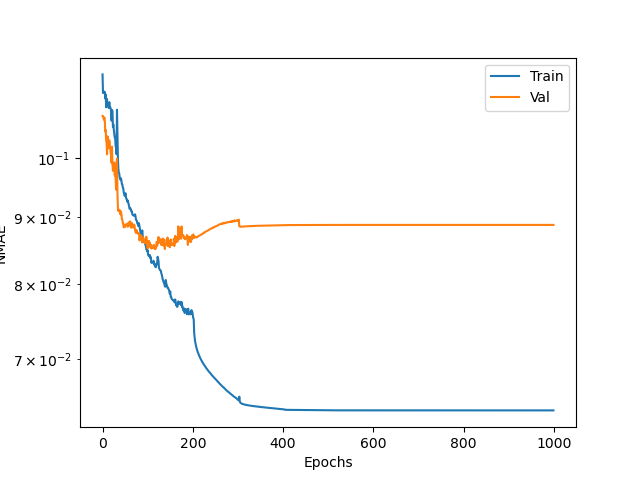 Train
Val
10⁻¹
9 × 10⁻²
8 × 10⁻²
7 × 10⁻²
NMAE
0 200 400 600 800 1000
Epochs